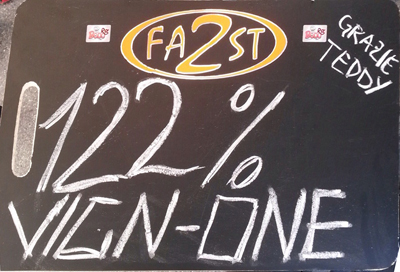 FA2ST
GRAZIE
TEDDY
122%
VIGN-ONE